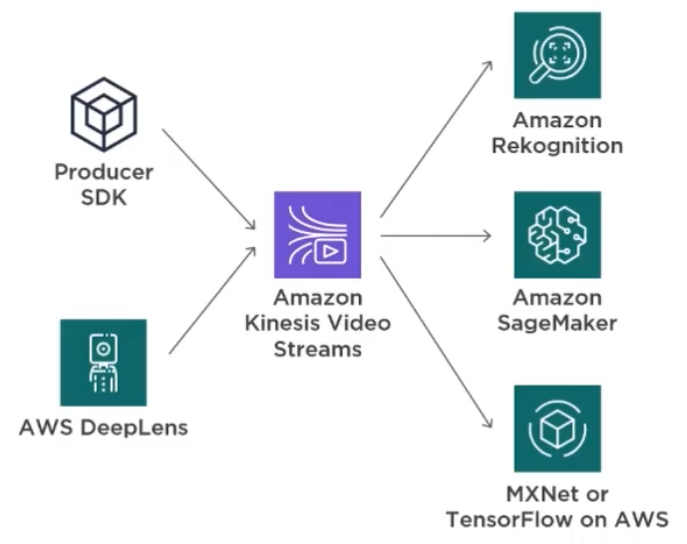 Producer
SDK
AWS DeepLens
Amazon
Kinesis Video
Streams
Amazon
Rekognition
Amazon
SageMaker
MXNet or
TensorFlow on AWS